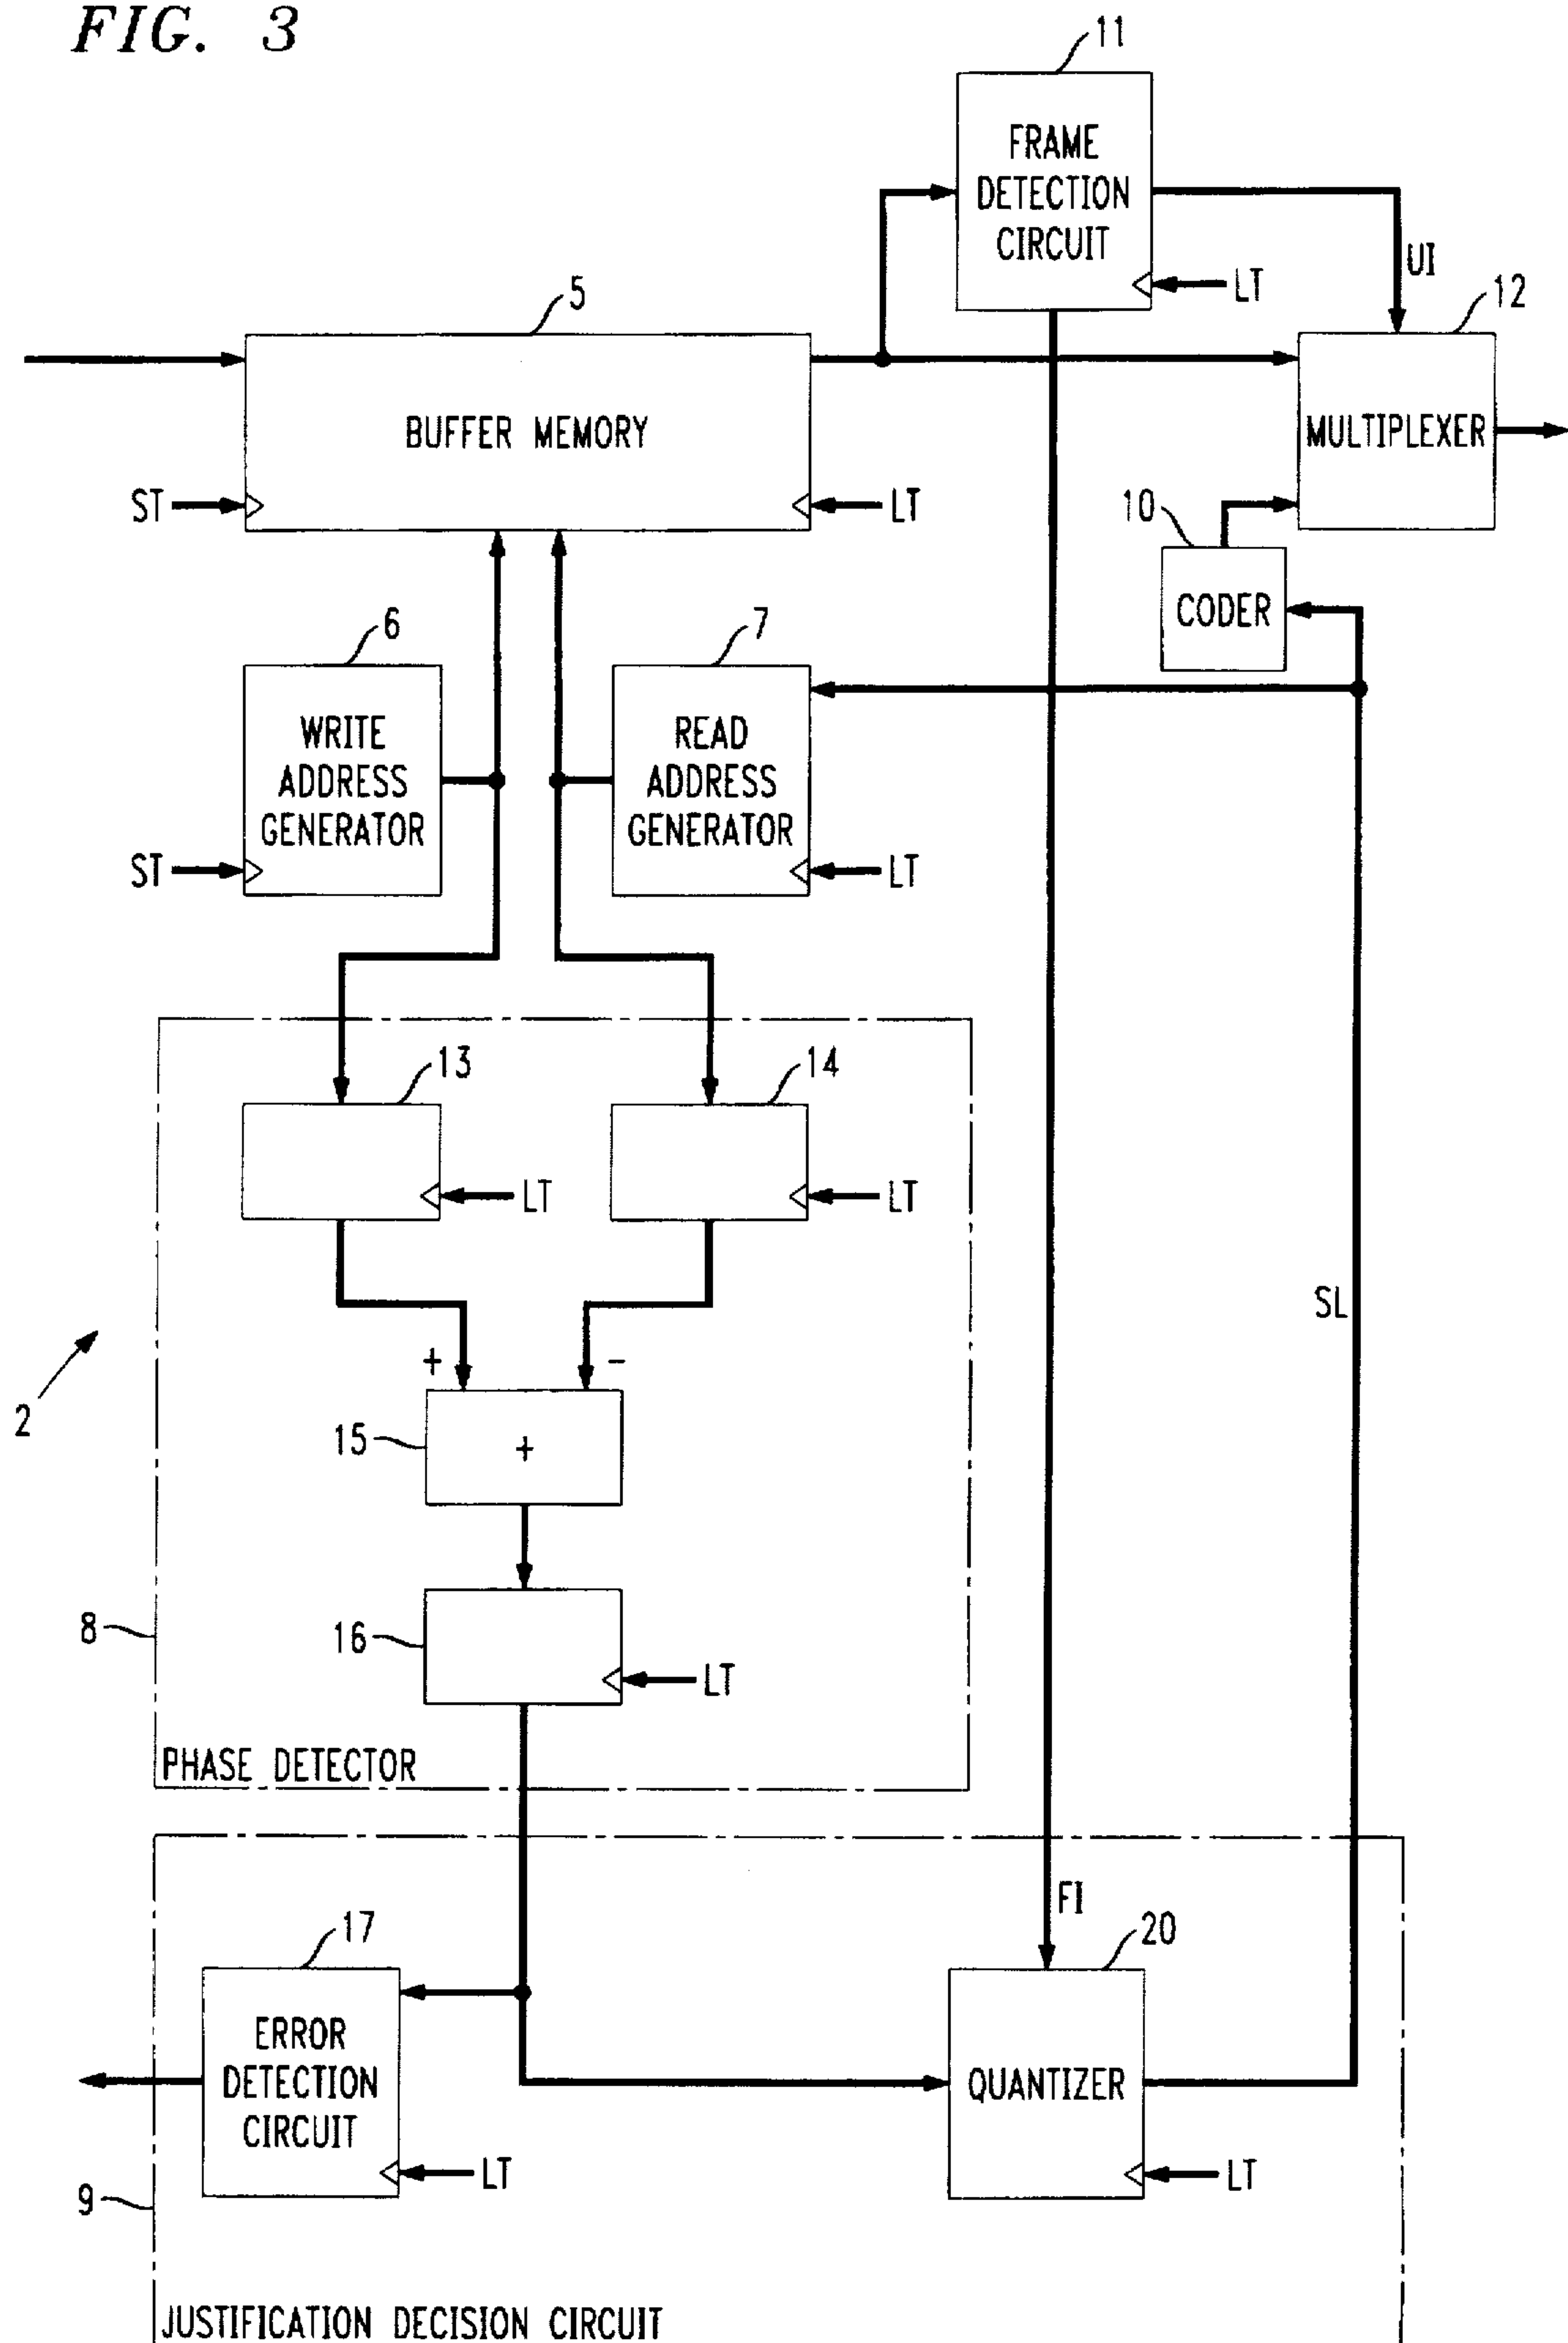 FIG. 3
11
FRAME
DETECTION
CIRCUIT
LT
UI
12
5
BUFFER MEMORY
MULTIPLEXER
ST
LT
10
CODER
6
7
WRITE
ADDRESS
GENERATOR
READ
ADDRESS
GENERATOR
ST
LT
13
14
LT
LT
SL
+
-
2
15
+
8
16
LT
PHASE DETECTOR
FI
17
20
ERROR
DETECTION
CIRCUIT
QUANTIZER
LT
LT
9
JUSTIFICATION DECISION CIRCUIT